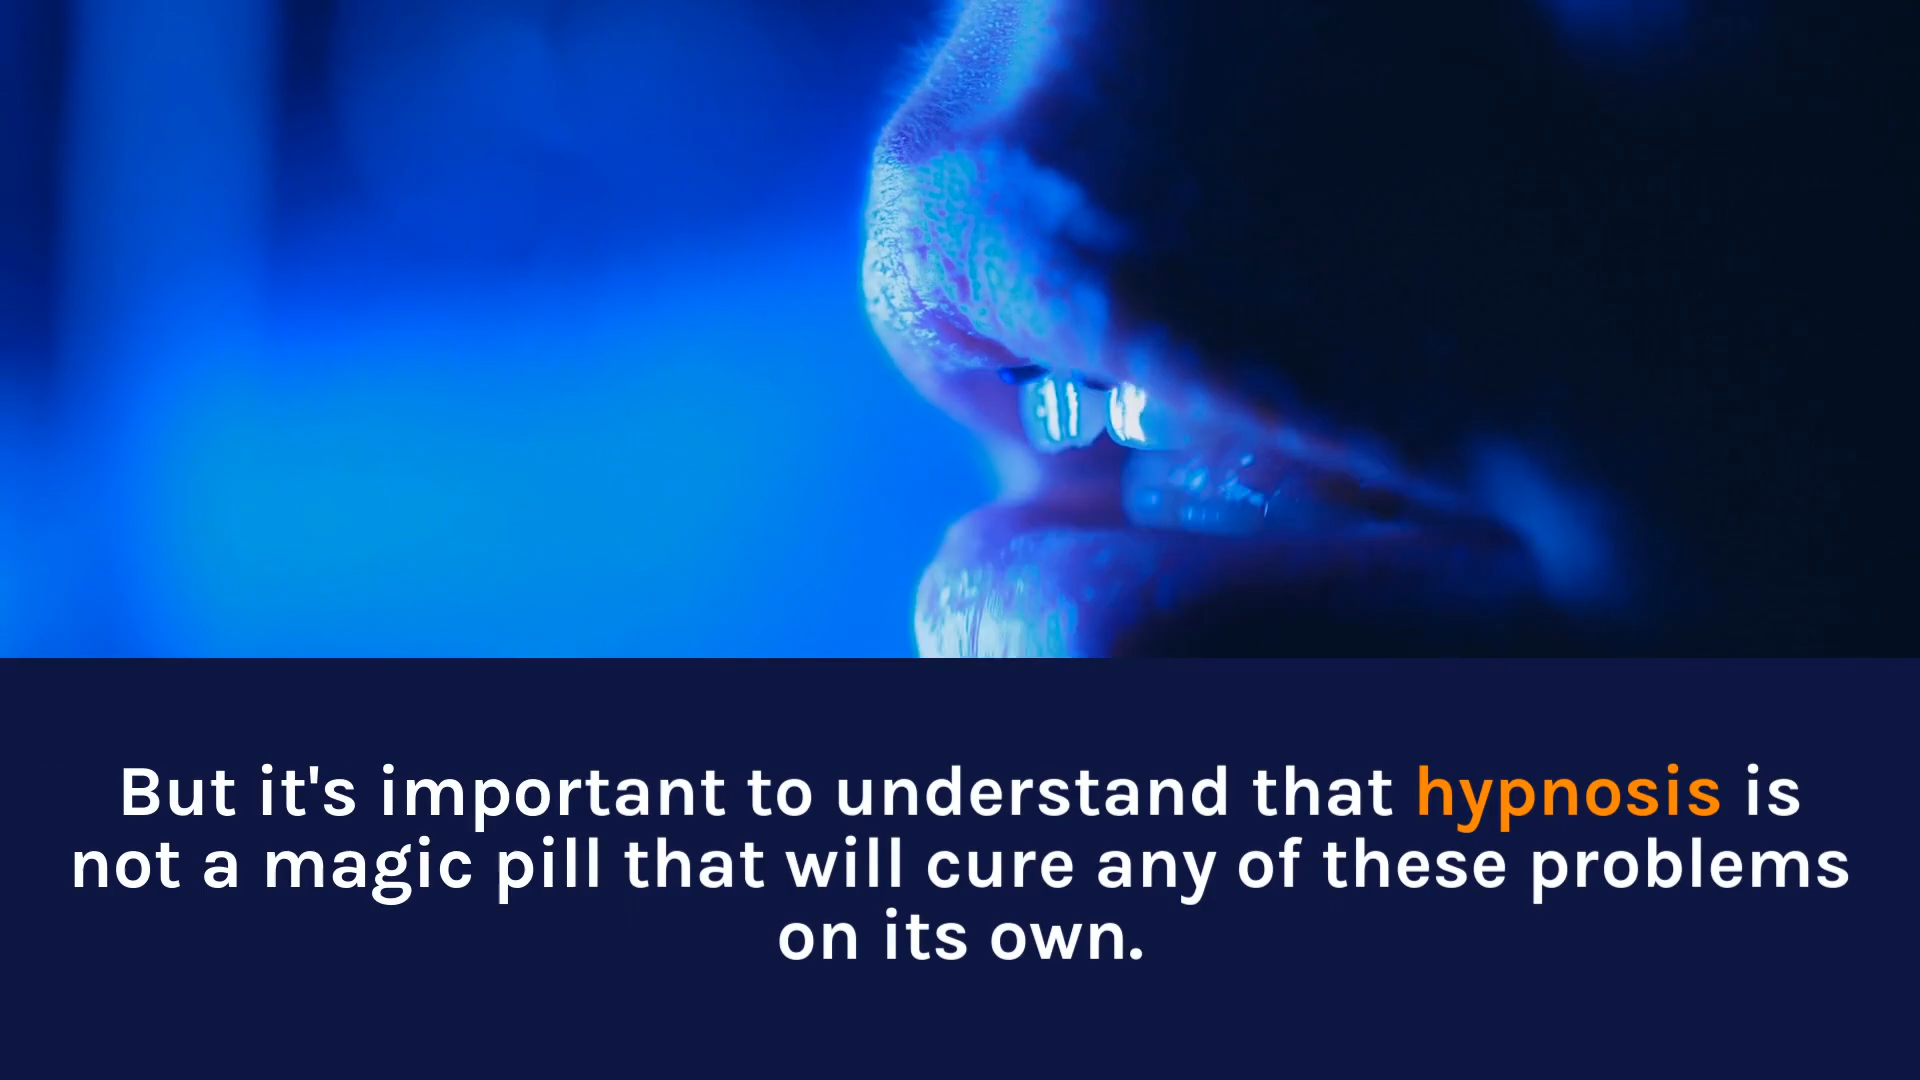 But it's important to understand that hypnosis is
not a magic pill that will cure any of these problems
on its own.